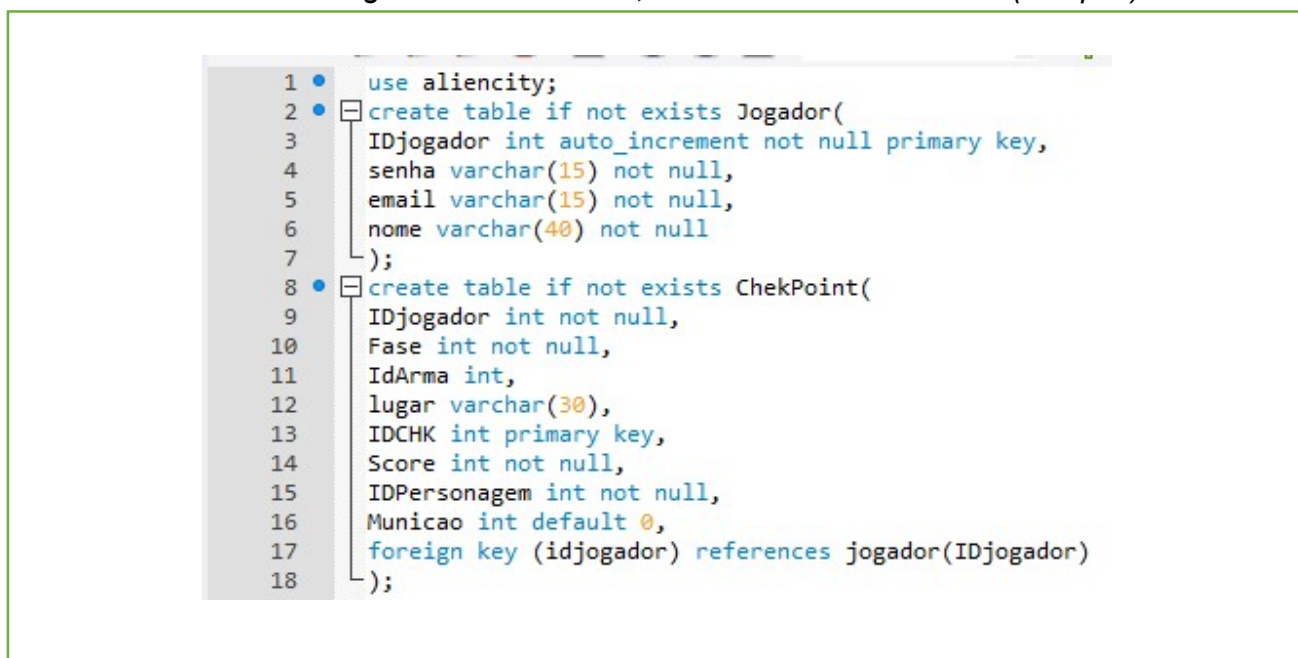 1 use aliencity;
2 create table if not exists Jogador(
3 IDjogador int auto_increment not null primary key,
4 senha varchar(15) not null,
5 email varchar(15) not null,
6 nome varchar(40) not null
7 );
8 create table if not exists ChekPoint(
9 IDjogador int not null,
10 Fase int not null,
11 IdArma int,
12 lugar varchar(30),
13 IDCHK int primary key,
14 Score int not null,
15 IDPersonagem int not null,
16 Municao int default 0,
17 foreign key (idjogador) references jogador(IDjogador)
18 );